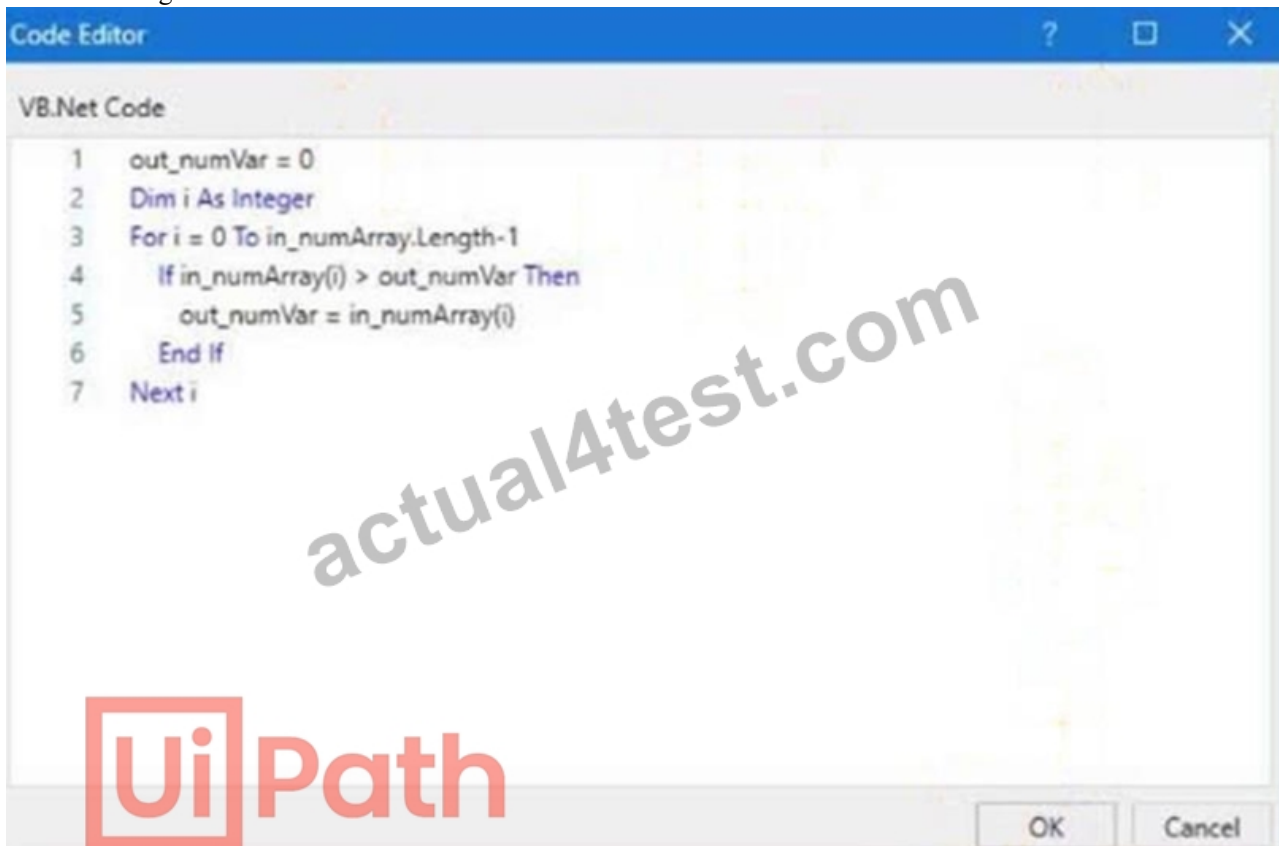 Code Editor ?
VB.Net Code
1 out_numVar = 0
2 Dim i As Integer
3 For i = 0 To in_numArray.Length-1
4 If in_numArray(i) > out_numVar Then
5 out_numVar = in_numArray(i)
6 End If
7 Next i
actual4test.com
UiPath
OK Cancel